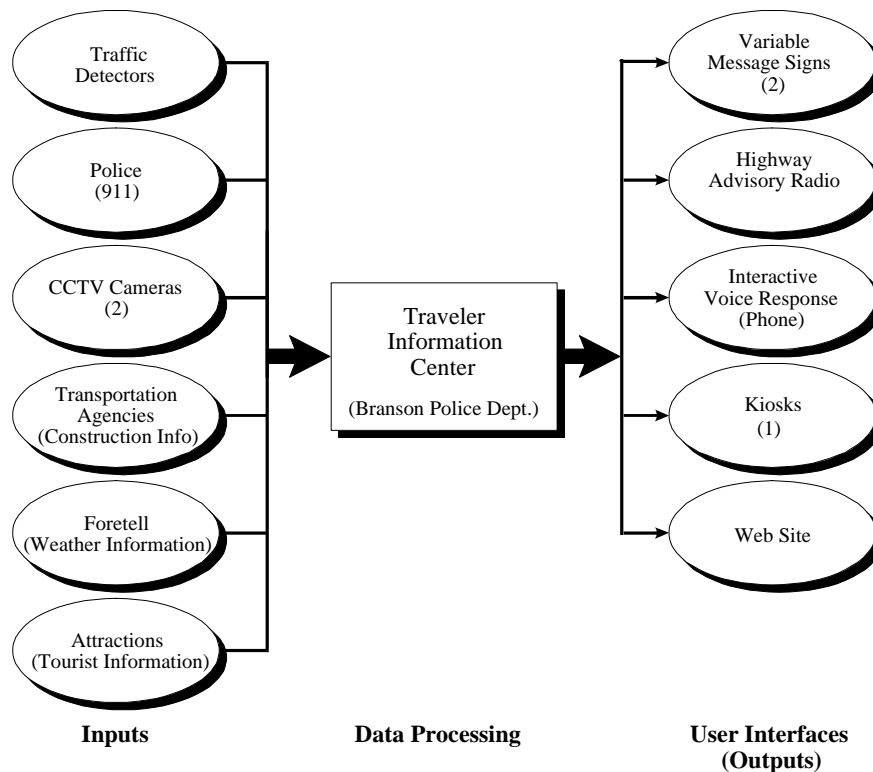 Traffic
Detectors
Police
(911)
CCTV Cameras
(2)
Transportation
Agencies
(Construction Info)
Foretell
(Weather Information)
Attractions
(Tourist Information)
Inputs
Traveler
Information
Center
(Branson Police Dept.)
Data Processing
Variable
Message Signs
(2)
Highway
Advisory Radio
Interactive
Voice Response
(Phone)
Kiosks
(1)
Web Site
User Interfaces
(Outputs)